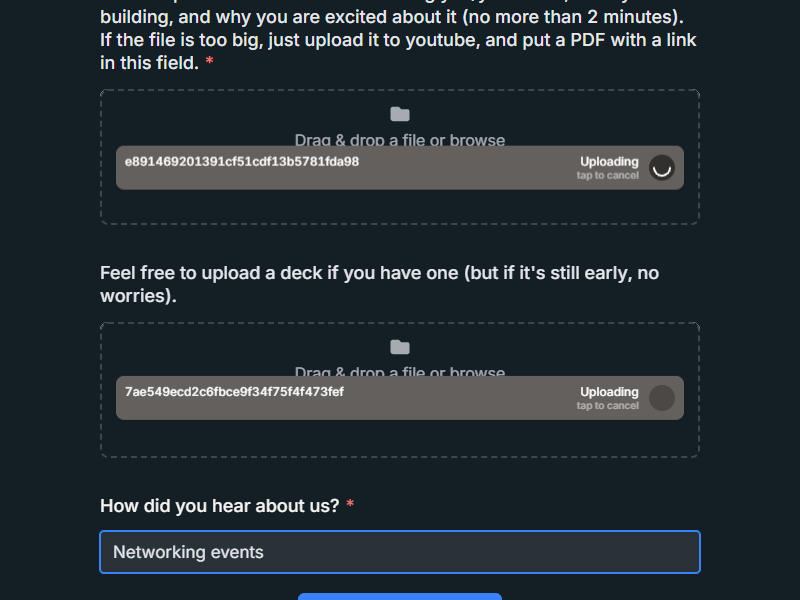 building, and why you are excited about it (no more than 2 minutes).
If the file is too big, just upload it to youtube, and put a PDF with a link
in this field. *
Drag & drop a file or browse
e891469201391cf51cdf13b5781fda98
Uploading
tap to cancel
Feel free to upload a deck if you have one (but if it's still early, no
worries).
Drag & drop a file or browse
7ae549ecd2c6fbce9f34f75f4f473fef
Uploading
tap to cancel
How did you hear about us? *
Networking events